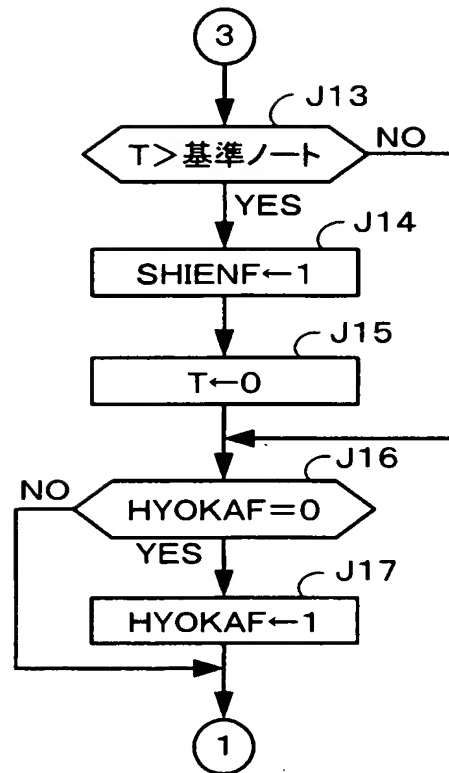 3
J13
T＞基準ノート
NO
YES
J14
SHIENF←1
J15
T←0
J16
NO
HYOKAF＝0
YES
J17
HYOKAF←1
1